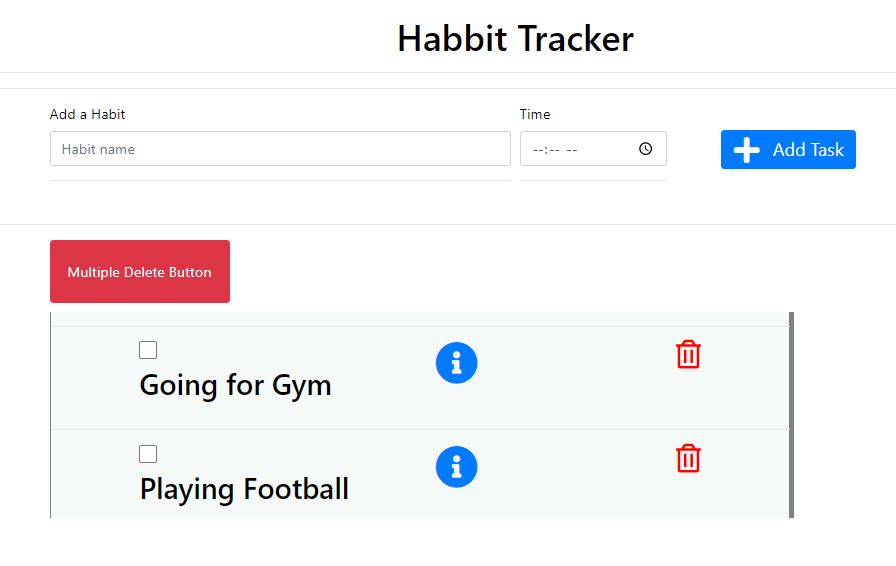 Habbit Tracker
Add a Habit
Time
Habit name
--:-- --
Add Task
Multiple Delete Button
Going for Gym
Playing Football